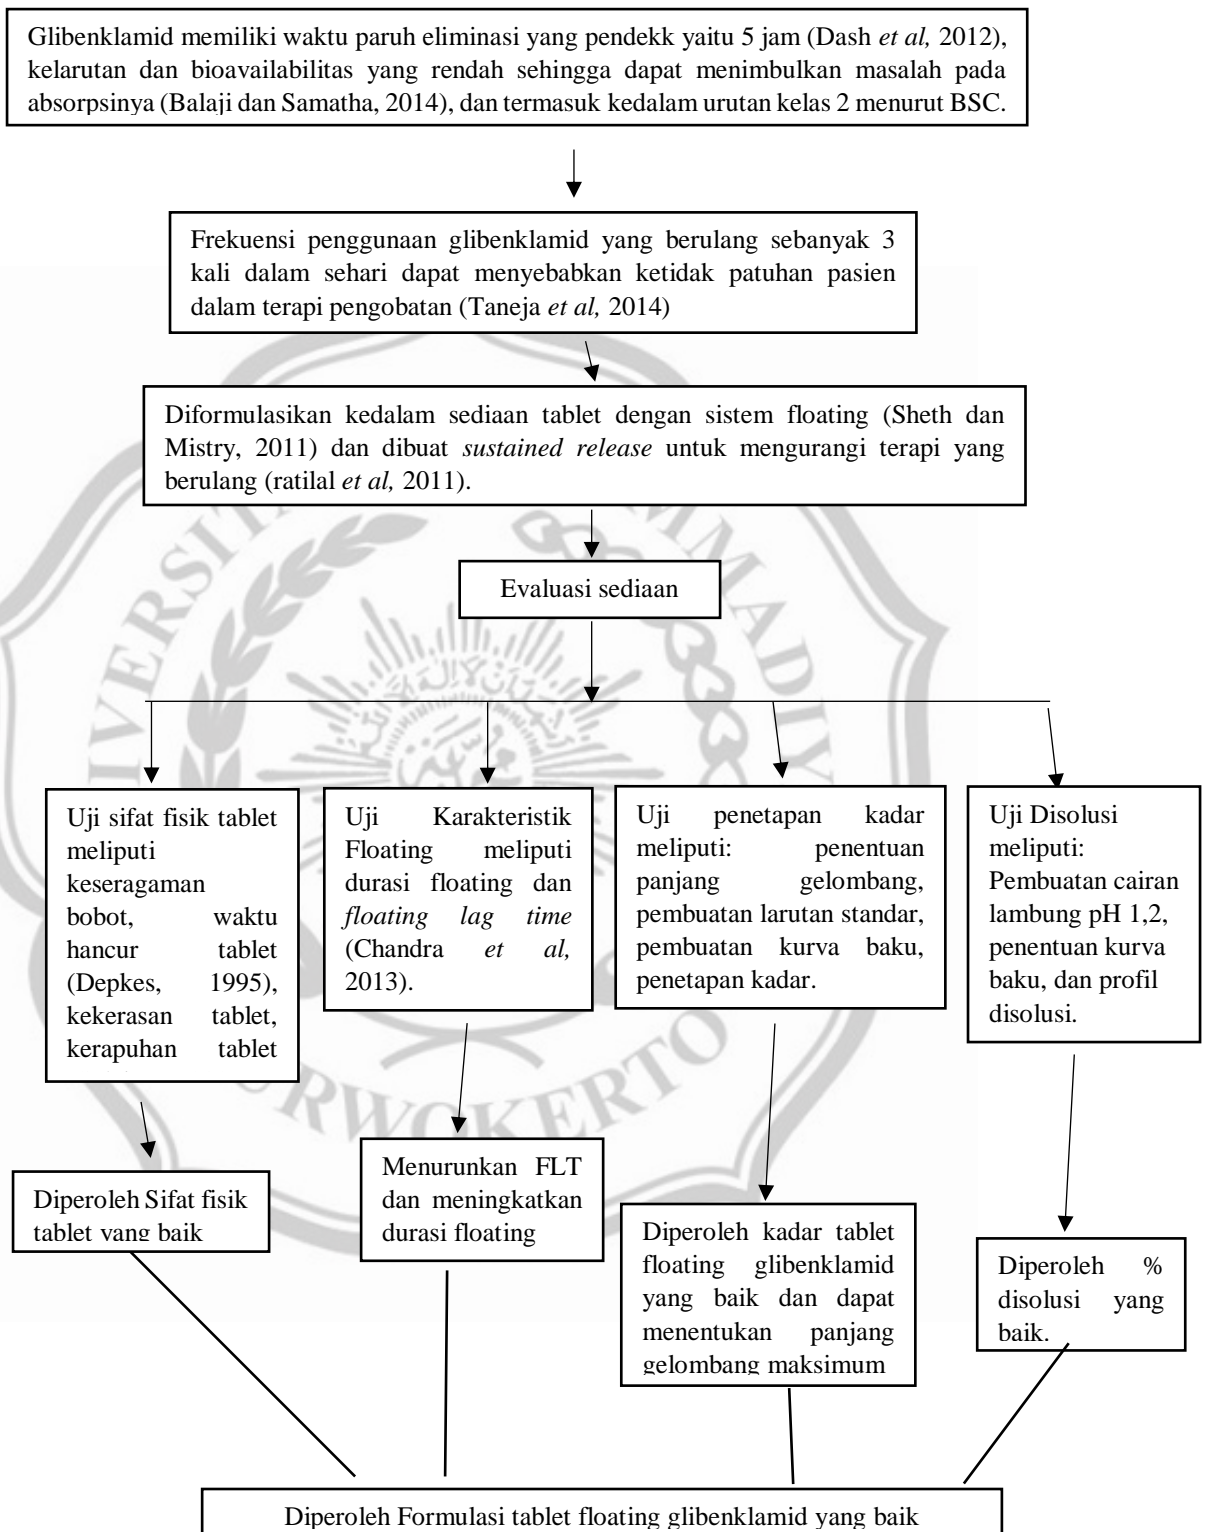 Glibenklamid memiliki waktu paruh eliminasi yang pendekk yaitu 5 jam (Dash et al, 2012),
kelarutan dan bioavailabilitas yang rendah sehingga dapat menimbulkan masalah pada
absorpsinya (Balaji dan Samatha, 2014), dan termasuk kedalam urutan kelas 2 menurut BSC.
Frekuensi penggunaan glibenklamid yang berulang sebanyak 3
kali dalam sehari dapat menyebabkan ketidak patuhan pasien
dalam terapi pengobatan (Taneja et al, 2014)
Diformulasikan kedalam sediaan tablet dengan sistem floating (Sheth dan
Mistry, 2011) dan dibuat sustained release untuk mengurangi terapi yang
berulang (ratilal et al, 2011).
Evaluasi sediaan
Uji sifat fisik tablet
meliputi
keseragaman
bobot, waktu
hancur tablet
(Depkes, 1995),
kekerasan tablet,
kerapuhan tablet
Uji Karakteristik
Floating meliputi
durasi floating dan
floating lag time
(Chandra et al,
2013).
Uji penetapan kadar
meliputi: penentuan
panjang gelombang,
pembuatan larutan standar,
pembuatan kurva baku,
penetapan kadar.
Uji Disolusi
meliputi:
Pembuatan cairan
lambung pH 1,2,
penentuan kurva
baku, dan profil
disolusi.
Diperoleh Sifat fisik
tablet yang baik
Menurunkan FLT
dan meningkatkan
durasi floating
Diperoleh kadar tablet
floating glibenklamid
yang baik dan dapat
menentukan panjang
gelombang maksimum
Diperoleh %
disolusi yang
baik.
Diperoleh Formulasi tablet floating glibenklamid yang baik